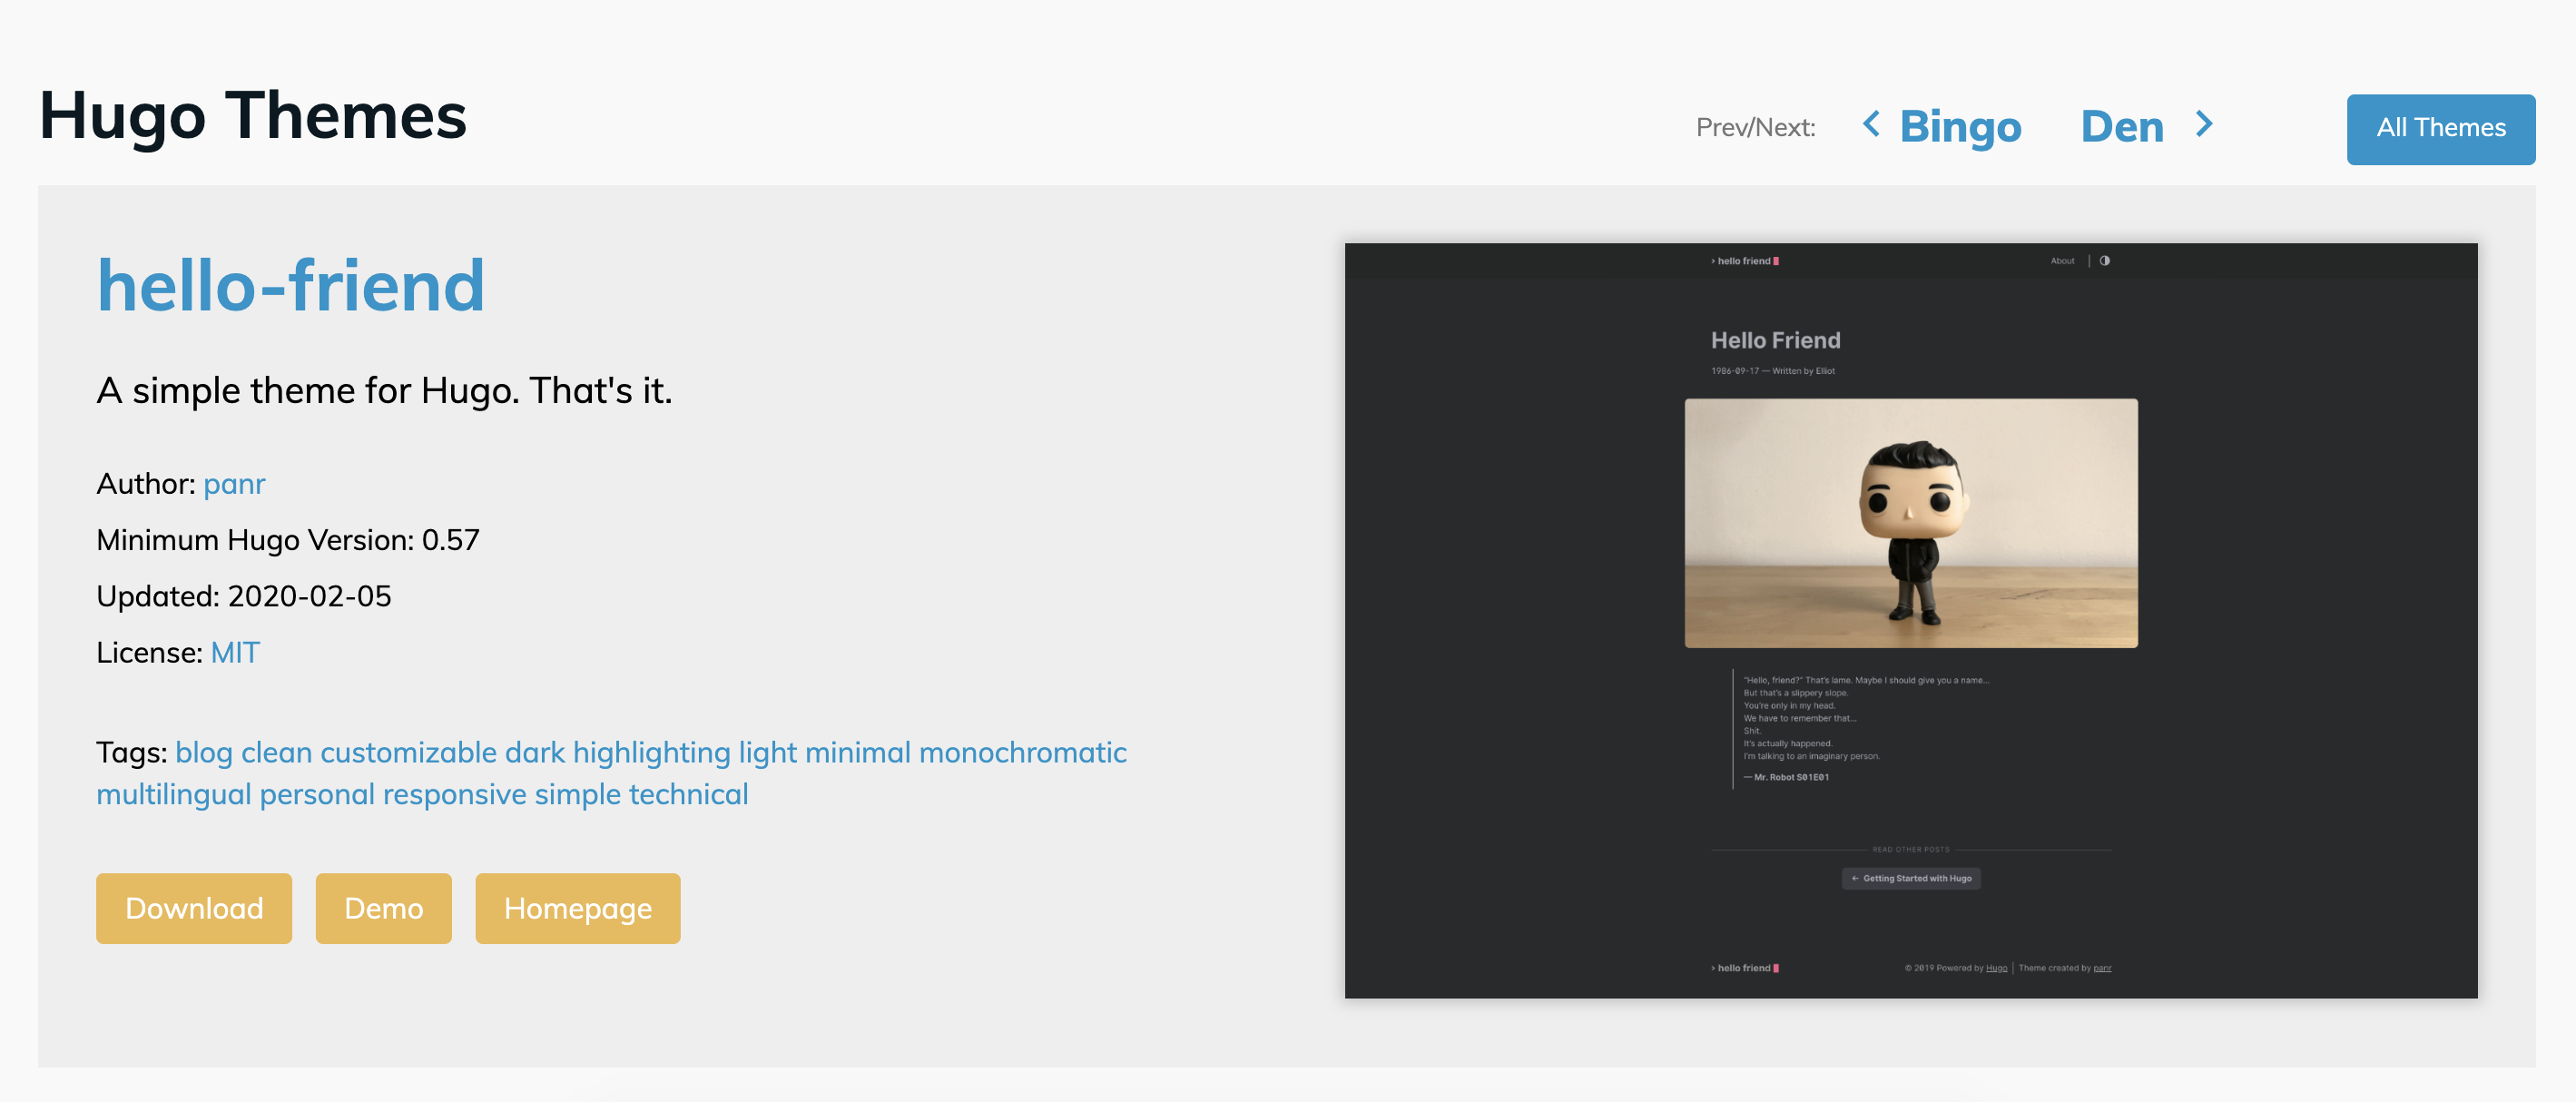 Hugo Themes
Prev/Next: Bingo Den All Themes
hello-friend
A simple theme for Hugo. That's it.
Author: panr
Minimum Hugo Version: 0.57
Updated: 2020-02-05
License: MIT
Tags: blog clean customizable dark highlighting light minimal monochromatic
multilingual personal responsive simple technical
Download Demo Homepage
> hello friend About
Hello Friend
1986-09-17 — Written by Elliot
"Hello, friend?" That's lame. Maybe I should give you a name...
But that's a slippery slope.
You're only in my head.
We have to remember that...
Shit.
It's actually happened.
I'm talking to an imaginary person.
— Mr. Robot S01E01
READ OTHER POSTS
← Getting Started with Hugo
> hello friend © 2019 Powered by Hugo | Theme created by panr